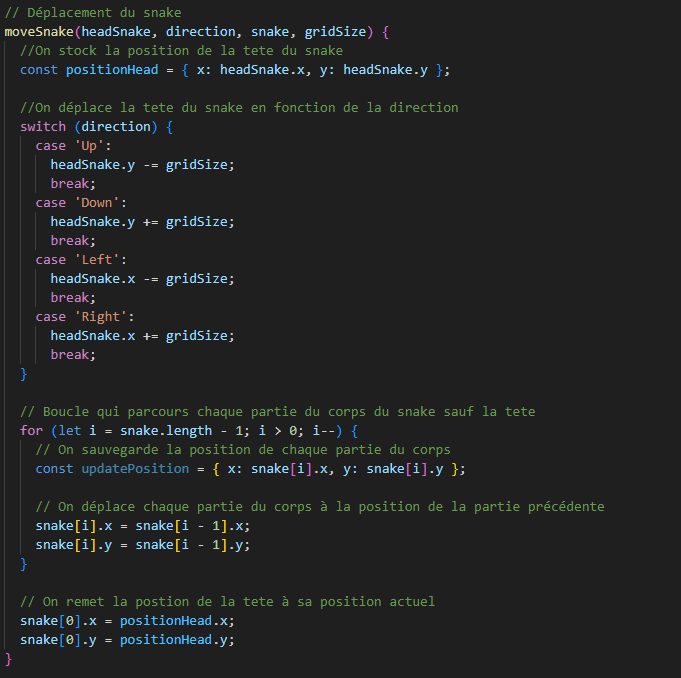 // Déplacement du snake
moveSnake(headSnake, direction, snake, gridSize) {
//On stock la position de la tete du snake
const positionHead = { x: headSnake.x, y: headSnake.y };
//On déplace la tete du snake en fonction de la direction
switch (direction) {
case 'Up':
headSnake.y -= gridSize;
break;
case 'Down':
headSnake.y += gridSize;
break;
case 'Left':
headSnake.x -= gridSize;
break;
case 'Right':
headSnake.x += gridSize;
break;
}
// Boucle qui parcours chaque partie du corps du snake sauf la tete
for (let i = snake.length - 1; i > 0; i--) {
// On sauvegarde la position de chaque partie du corps
const updatePosition = { x: snake[i].x, y: snake[i].y };
// On déplace chaque partie du corps à la position de la partie précédente
snake[i].x = snake[i - 1].x;
snake[i].y = snake[i - 1].y;
}
// On remet la postion de la tete à sa position actuel
snake[0].x = positionHead.x;
snake[0].y = positionHead.y;
}